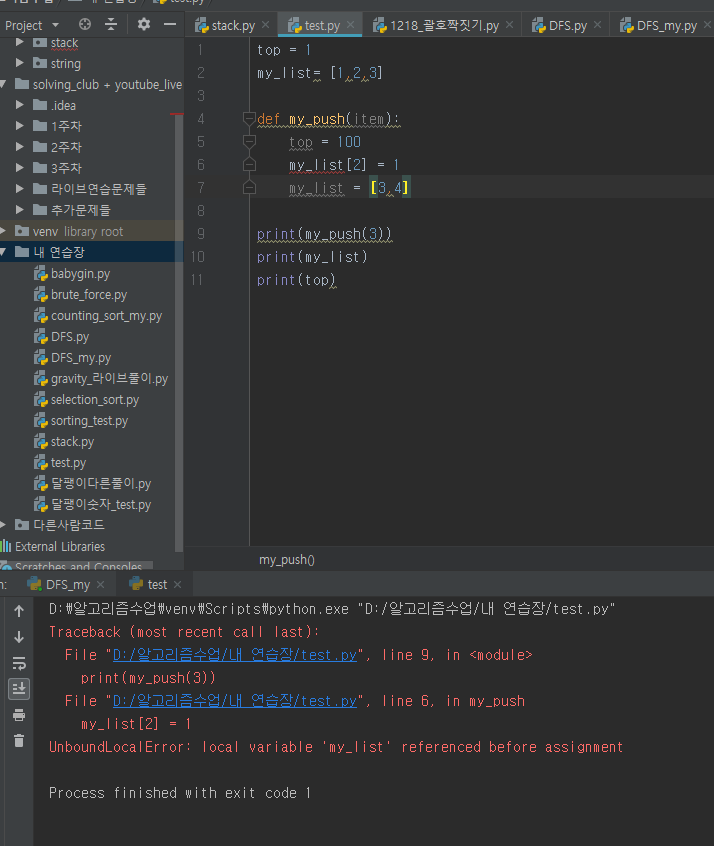 test.py
Project
stack.py
test.py
1218_괄호짝짓기.py
DFS.py
DFS_my.py
stack
string
solving_club + youtube_live
.idea
1주차
2주차
3주차
라이브연습문제들
추가문제들
venv library root
내 연습장
babygin.py
brute_force.py
counting_sort_my.py
DFS.py
DFS_my.py
gravity_라이브풀이.py
selection_sort.py
sorting_test.py
stack.py
test.py
달팽이다른풀이.py
달팽이숫자_test.py
다른사람코드
External Libraries
Scratches and Consoles
1 top = 1
2 my_list= [1,2,3]
3
4 def my_push(item):
5 top = 100
6 my_list[2] = 1
7 my_list = [3,4]
8
9 print(my_push(3))
10 print(my_list)
11 print(top)
my_push()
n: DFS_my test
D:\알고리즘수업\venv\Scripts\python.exe "D:/알고리즘수업/내 연습장/test.py"
Traceback (most recent call last):
File "D:/알고리즘수업/내 연습장/test.py", line 9, in <module>
print(my_push(3))
File "D:/알고리즘수업/내 연습장/test.py", line 6, in my_push
my_list[2] = 1
UnboundLocalError: local variable 'my_list' referenced before assignment
Process finished with exit code 1